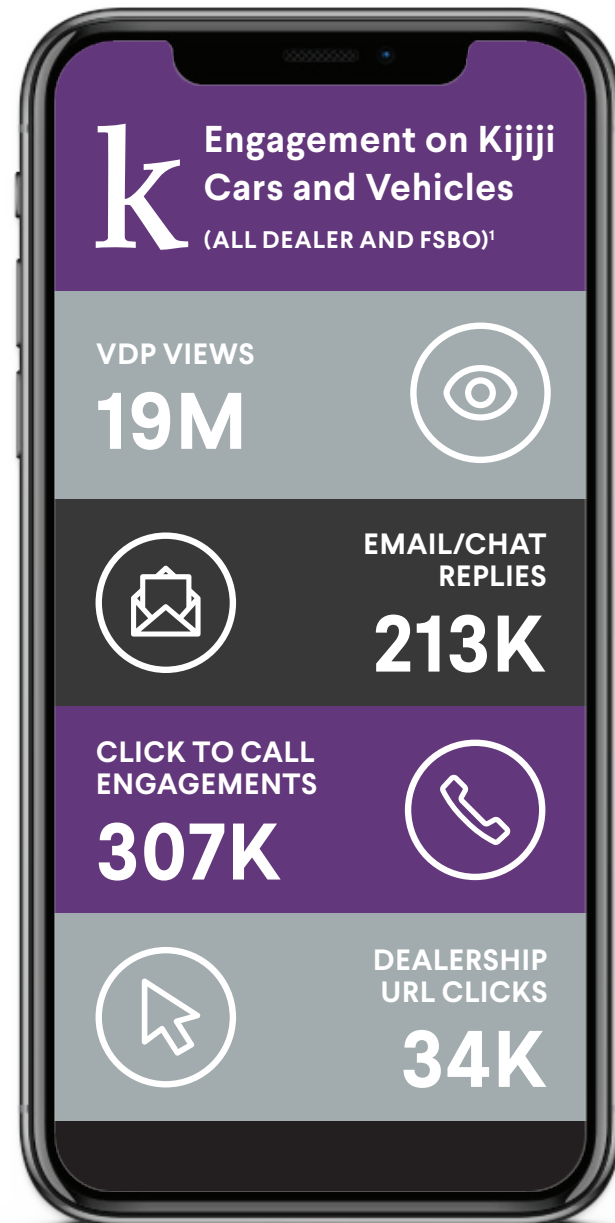 k
Engagement on Kijiji
Cars and Vehicles
(ALL DEALER AND FSBO)¹
VDP VIEWS
19M
EMAIL/CHAT
REPLIES
213K
CLICK TO CALL
ENGAGEMENTS
307K
DEALERSHIP
URL CLICKS
34K